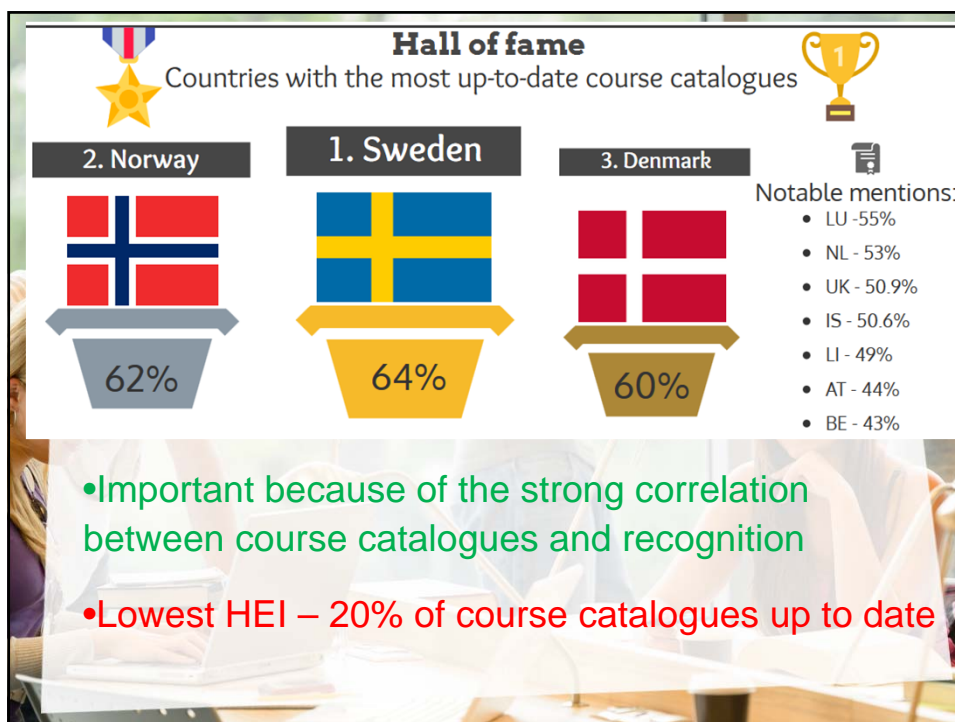 Hall of fame
Countries with the most up-to-date course catalogues
1
2. Norway
1. Sweden
3. Denmark
62%
64%
60%
Notable mentions:
• LU -55%
• NL - 53%
• UK - 50.9%
• IS - 50.6%
• LI - 49%
• AT - 44%
• BE - 43%
•Important because of the strong correlation
between course catalogues and recognition
•Lowest HEI – 20% of course catalogues up to date